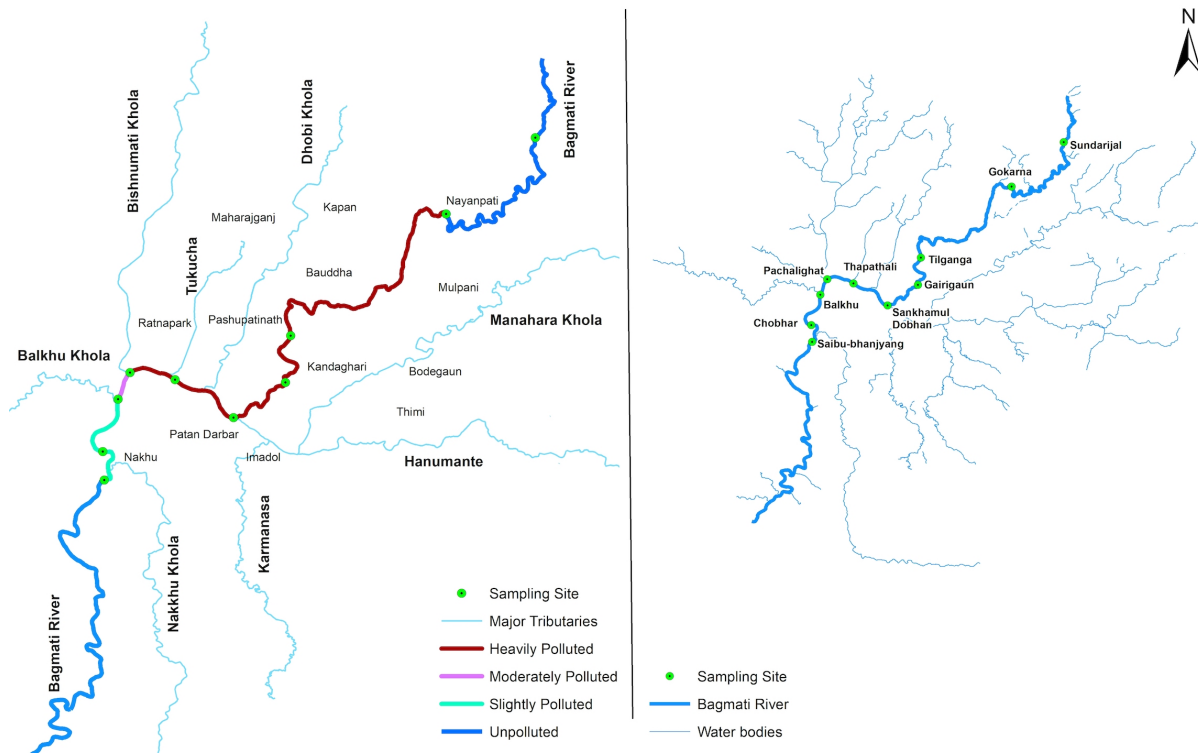 N
Bishnumati Khola
Dhobi Khola
Bagmati River
Nayanpati
Kapan
Maharajganj
Tukucha
Bauddha
Mulpani
Ratnapark
Pashupatinath
Manahara Khola
Balkhu Khola
Kandaghari
Bodegaun
Thimi
Patan Darbar
Nakhu
Imadol
Hanumante
Karmanasa
Nakkhu Khola
Bagmati River
Sampling Site
Major Tributaries
Heavily Polluted
Moderately Polluted
Slightly Polluted
Unpolluted
Sundarijal
Gokarna
Tilganga
Pachalighat
Thapathali
Gairigaun
Balkhu
Sankhamul
Dobhan
Chobhar
Saibu-bhanjyang
Sampling Site
Bagmati River
Water bodies